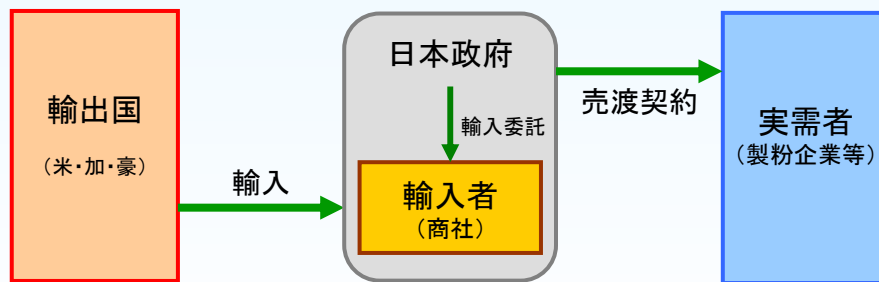 輸出国
（米・加・豪）
輸入
日本政府
輸入委託
輸入者
（商社）
売渡契約
実需者
（製粉企業等）